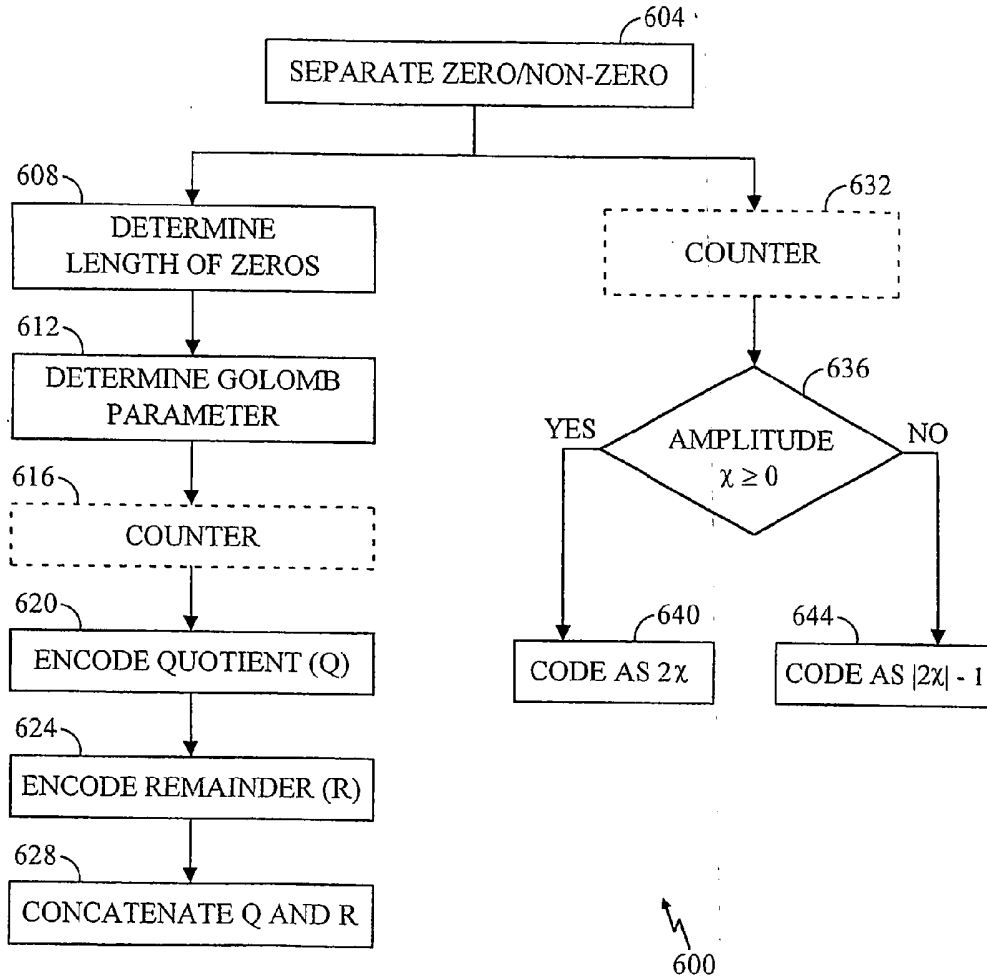 604
SEPARATE ZERO/NON-ZERO
608
DETERMINE
LENGTH OF ZEROS
612
DETERMINE GOLOMB
PARAMETER
616
COUNTER
620
ENCODE QUOTIENT (Q)
624
ENCODE REMAINDER (R)
628
CONCATENATE Q AND R
632
COUNTER
636
AMPLITUDE
χ ≥ 0
YES
NO
640
CODE AS 2χ
644
CODE AS |2χ| - 1
600